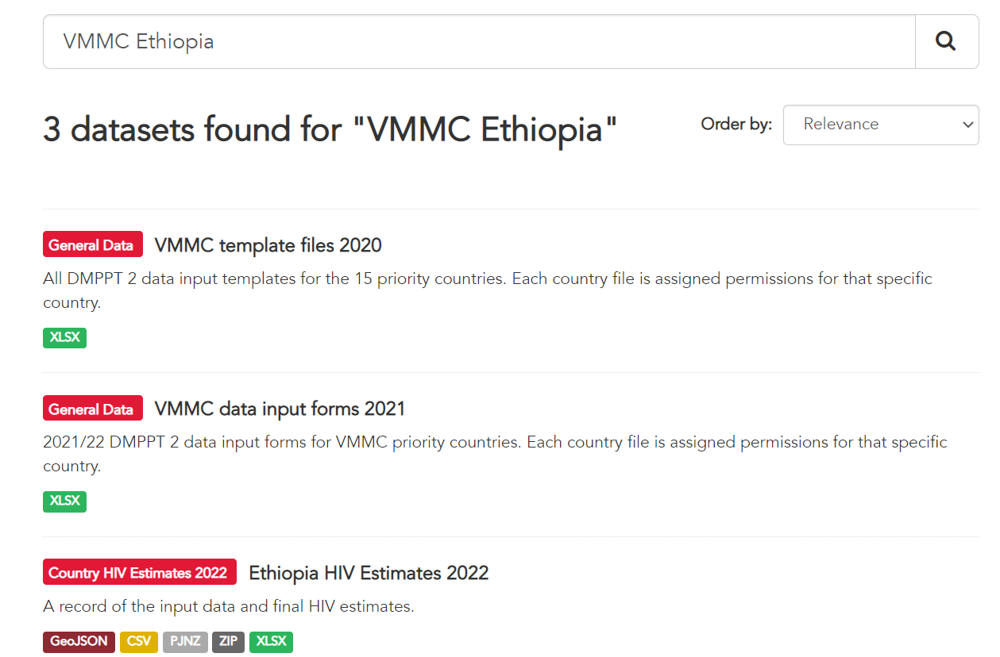 VMMC Ethiopia
3 datasets found for "VMMC Ethiopia"
Order by: Relevance
General Data VMMC template files 2020
All DMPPT 2 data input templates for the 15 priority countries. Each country file is assigned permissions for that specific
country.
XLSX
General Data VMMC data input forms 2021
2021/22 DMPPT 2 data input forms for VMMC priority countries. Each country file is assigned permissions for that specific
country.
XLSX
Country HIV Estimates 2022 Ethiopia HIV Estimates 2022
A record of the input data and final HIV estimates.
GeoJSON CSV PJNZ ZIP XLSX